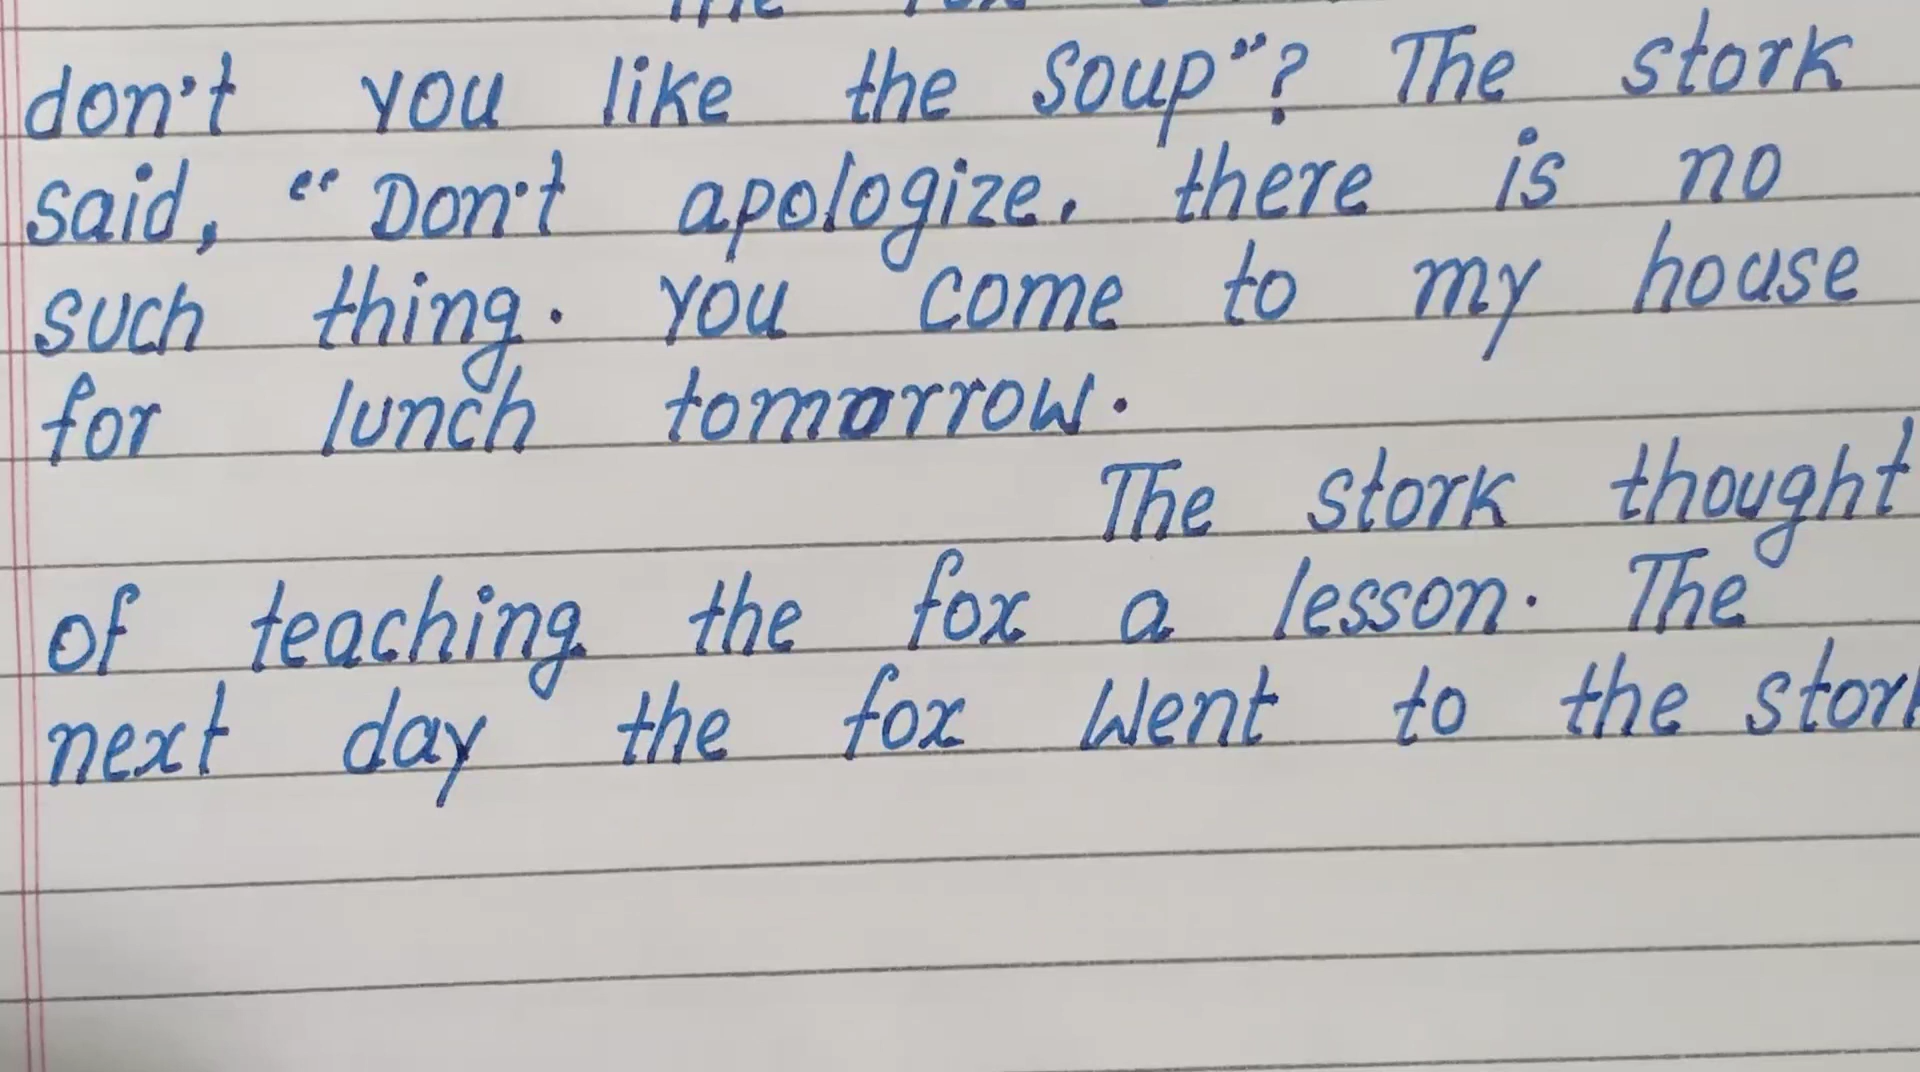 don't you like the soup"? The stork
said, "Don't apologize. there is no
such thing. you come to my house
for lunch tomorrow.
The stork thought
of teaching the fox a lesson. The
next day the fox went to the stork